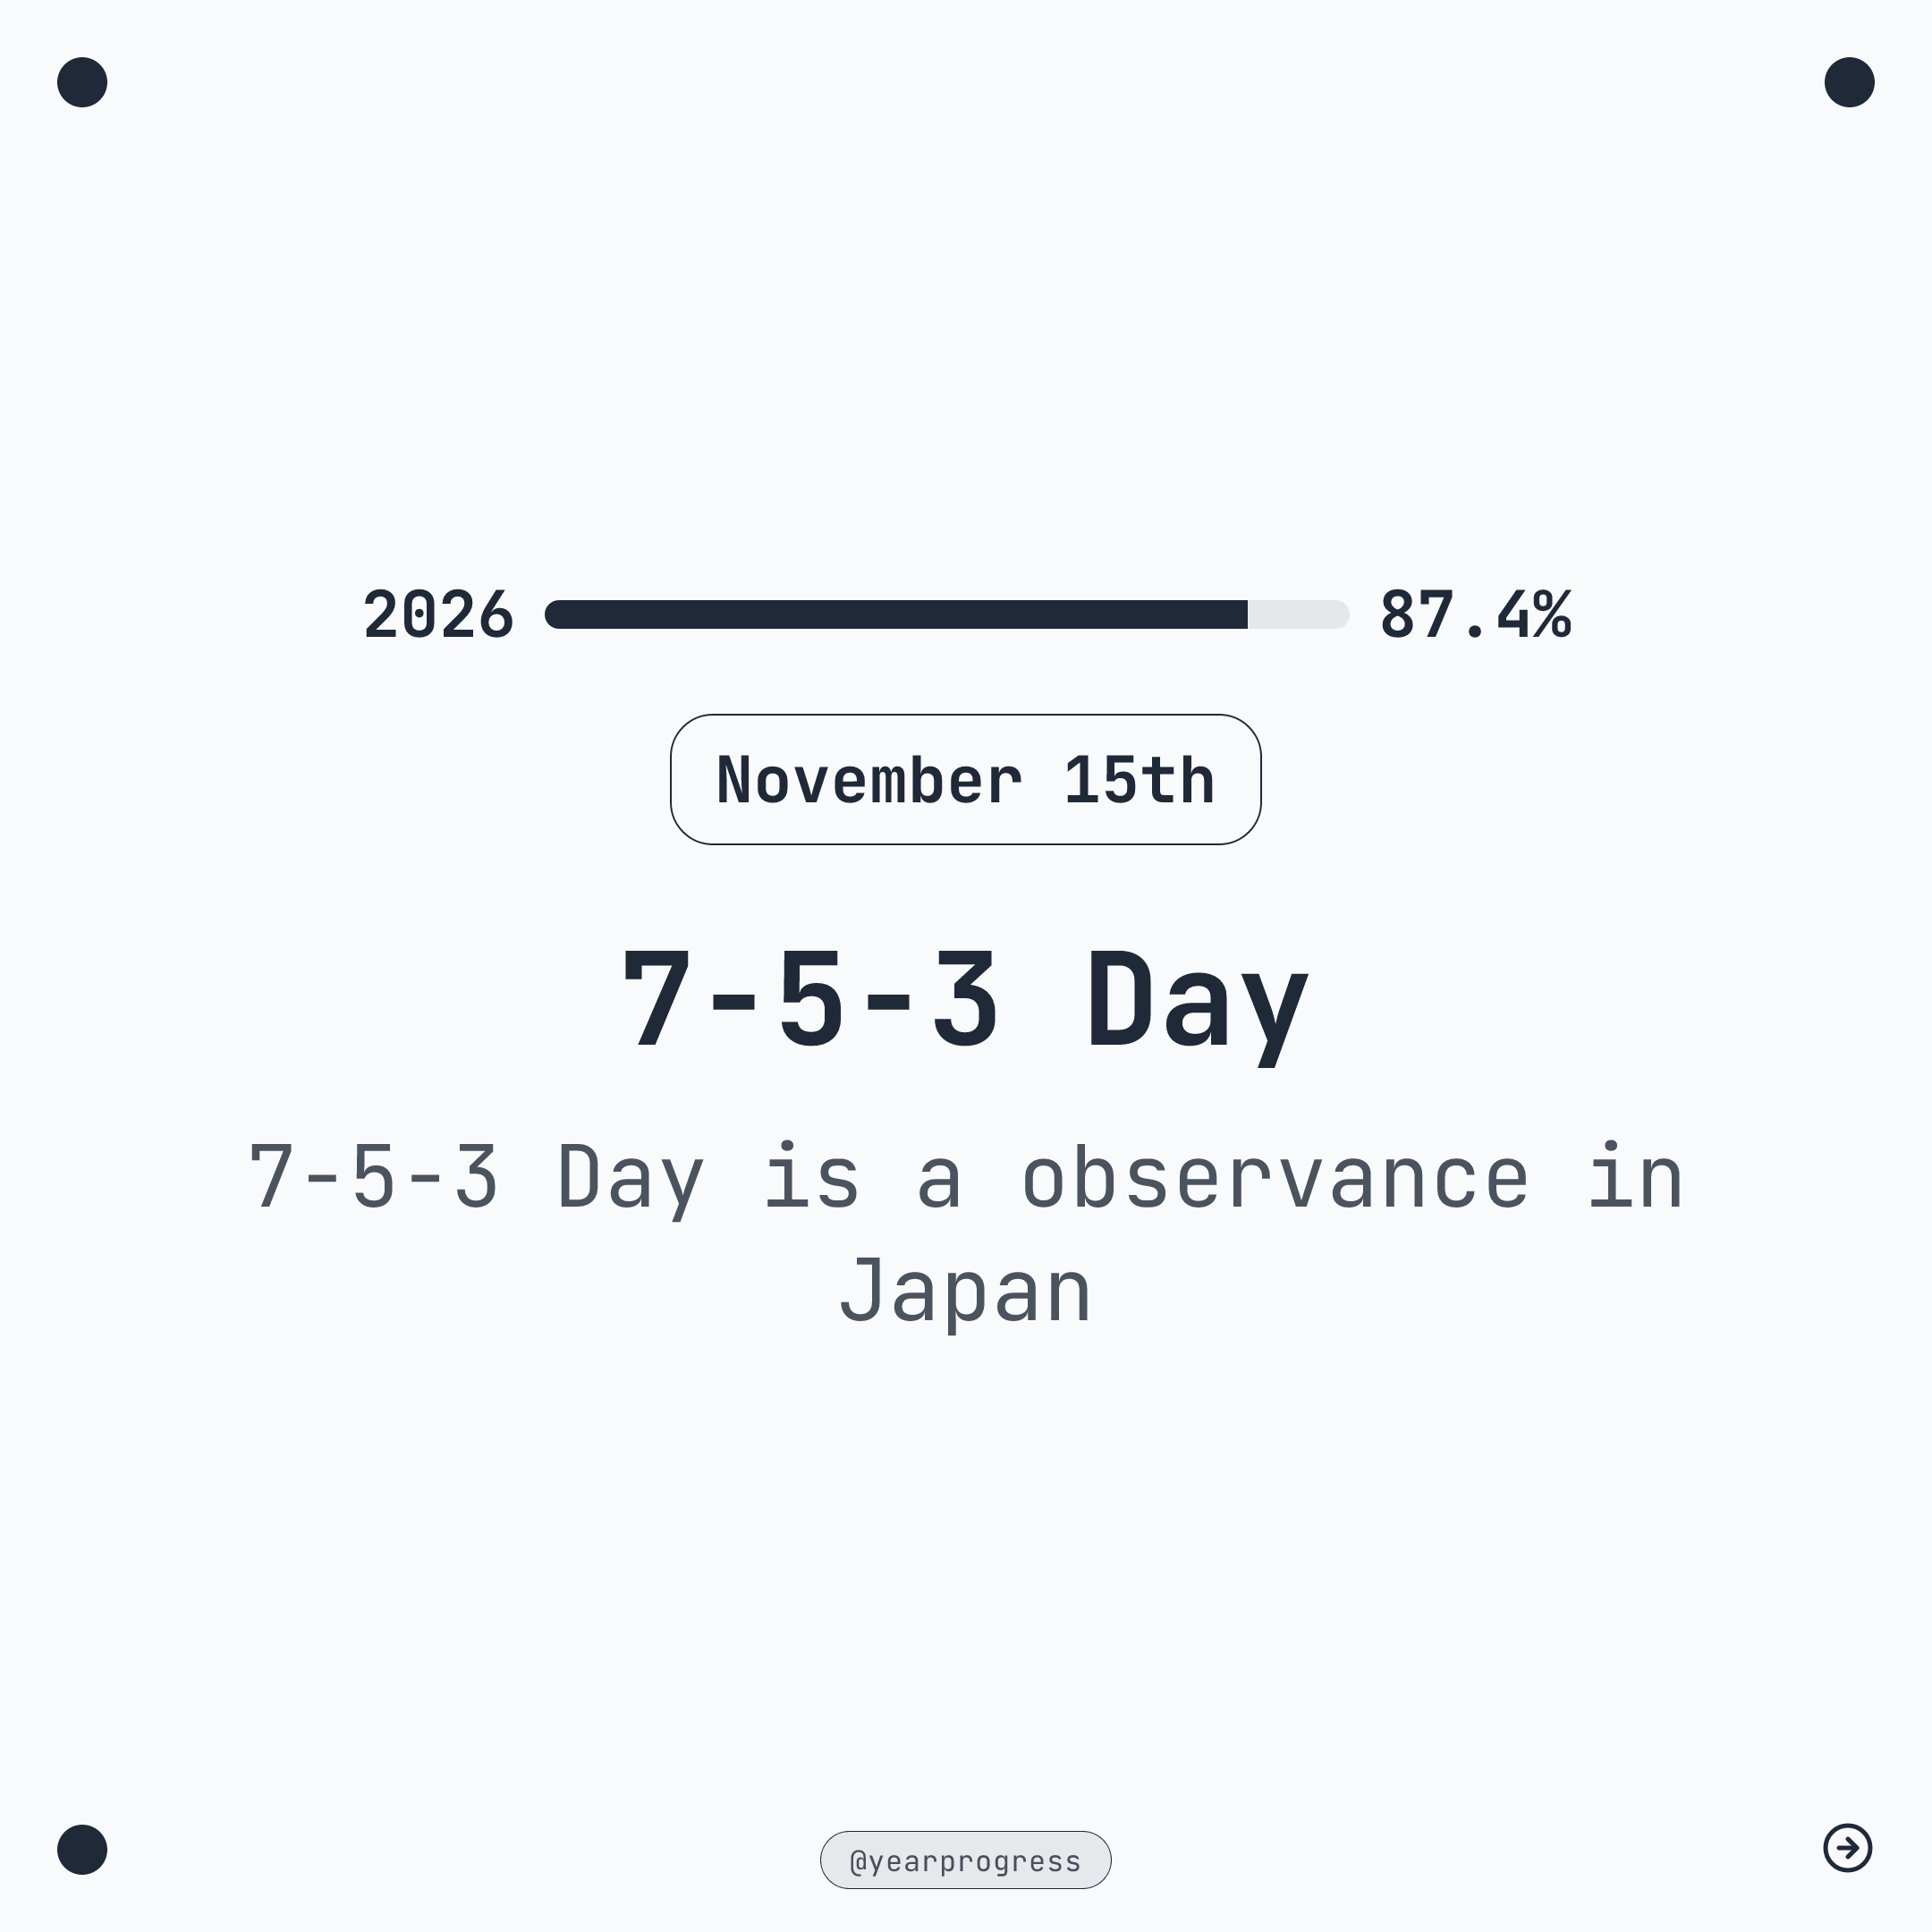 2026 87.4%
November 15th
7-5-3 Day
7-5-3 Day is a observance in
Japan
@yearprogress